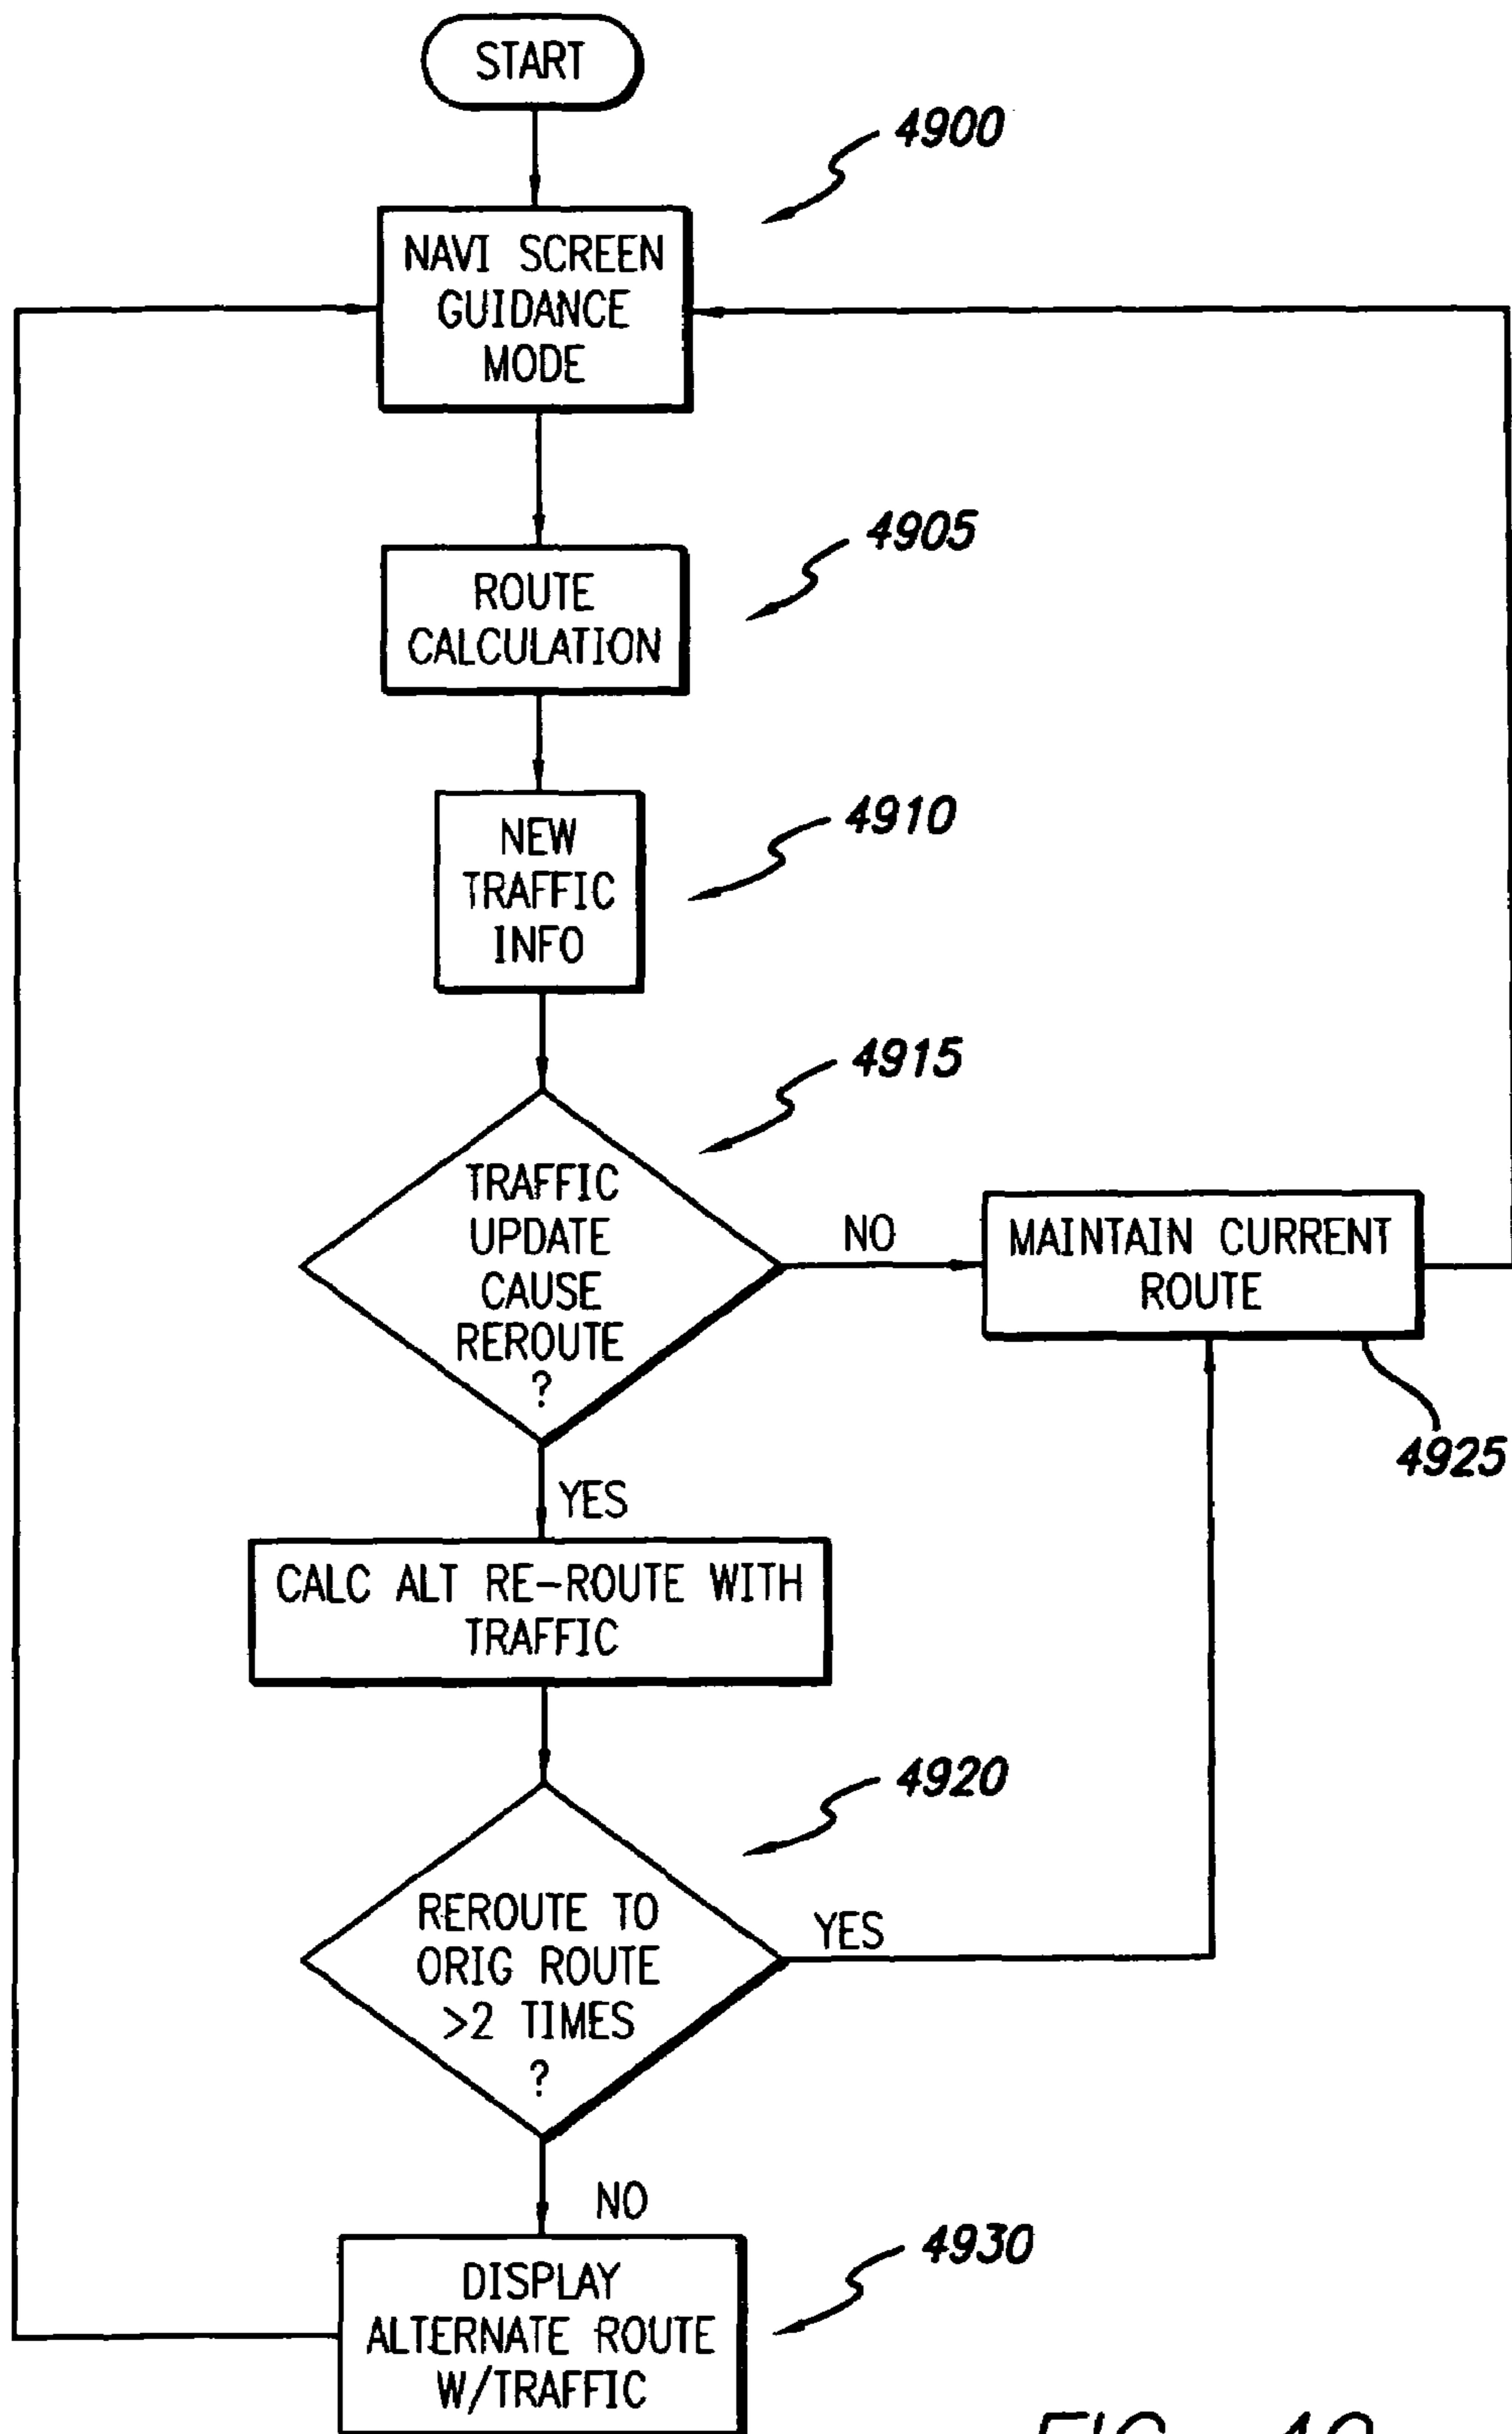 START
4900
NAVI SCREEN
GUIDANCE
MODE
4905
ROUTE
CALCULATION
4910
NEW
TRAFFIC
INFO
4915
TRAFFIC
UPDATE
CAUSE
REROUTE
?
NO
MAINTAIN CURRENT
ROUTE
4925
YES
CALC ALT RE-ROUTE WITH
TRAFFIC
4920
REROUTE TO
ORIG ROUTE
>2 TIMES
?
YES
NO
4930
DISPLAY
ALTERNATE ROUTE
W/TRAFFIC